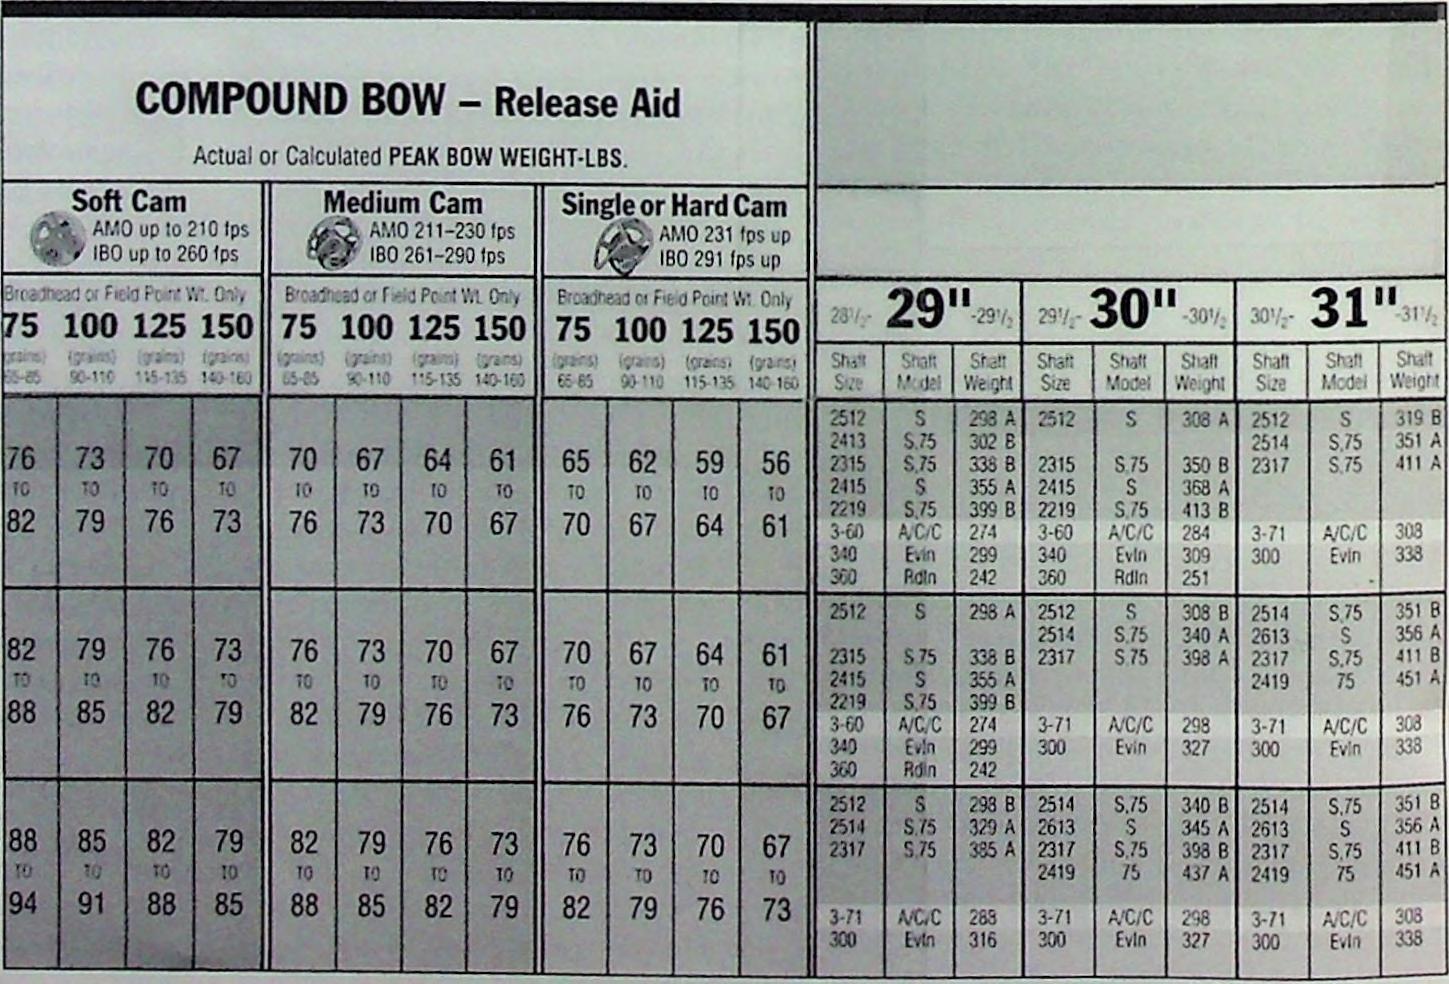 COMPOUND BOW – Release Aid
Actual or Calculated PEAK BOW WEIGHT-LBS.
Soft Cam Medium Cam Single or Hard Cam
AMO up to 210 fps AMO 211–230 fps AMO 231 fps up
IBO up to 260 fps IBO 261–290 fps IBO 291 fps up
Broadhead or Field Point Wt. Only Broadhead or Field Point Wt. Only Broadhead or Field Point Wt. Only
28½- 29" -29½ 29½- 30" -30½ 30½- 31" -31½
75 100 125 150 75 100 125 150 75 100 125 150
(grains) (grains) (grains) (grains) (grains) (grains) (grains) (grains) (grains) (grains) (grains) (grains)
65-85 90-110 115-135 140-160 65-85 90-110 115-135 140-160 65-85 90-110 115-135 140-160
Shaft Shaft Shaft Shaft Shaft Shaft Shaft Shaft Shaft
Size Model Weight Size Model Weight Size Model Weight
2512 S 298 A 2512 S 308 A 2512 S 319 B
2413 S,75 302 B 2514 S,75 351 A
76 73 70 67 70 67 64 61 65 62 59 56 2315 S,75 338 B 2315 S,75 350 B 2317 S,75 411 A
TO TO TO TO TO TO TO TO TO TO TO TO 2415 S 355 A 2415 S 368 A
2219 S,75 399 B 2219 S,75 413 B
82 79 76 73 76 73 70 67 70 67 64 61 3-60 A/C/C 274 3-60 A/C/C 284 3-71 A/C/C 308
340 Evln 299 340 Evln 309 300 Evln 338
360 Rdln 242 360 Rdln 251
2512 S 298 A 2512 S 308 B 2514 S,75 351 B
2514 S,75 340 A 2613 S 356 A
82 79 76 73 76 73 70 67 70 67 64 61 2315 S,75 338 B 2317 S,75 398 A 2317 S,75 411 B
TO TO TO TO TO TO TO TO TO TO TO TO 2415 S 355 A 2419 75 451 A
2219 S,75 399 B
88 85 82 79 82 79 76 73 76 73 70 67 3-60 A/C/C 274 3-71 A/C/C 298 3-71 A/C/C 308
340 Evln 299 300 Evln 327 300 Evln 338
360 Rdln 242
2512 S 298 B 2514 S,75 340 B 2514 S,75 351 B
2514 S,75 329 A 2613 S 345 A 2613 S 356 A
88 85 82 79 82 79 76 73 76 73 70 67 2317 S,75 385 A 2317 S,75 398 B 2317 S,75 411 B
TO TO TO TO TO TO TO TO TO TO TO TO 2419 75 437 A 2419 75 451 A
94 91 88 85 88 85 82 79 82 79 76 73 3-71 A/C/C 288 3-71 A/C/C 298 3-71 A/C/C 308
300 Evln 316 300 Evln 327 300 Evln 338